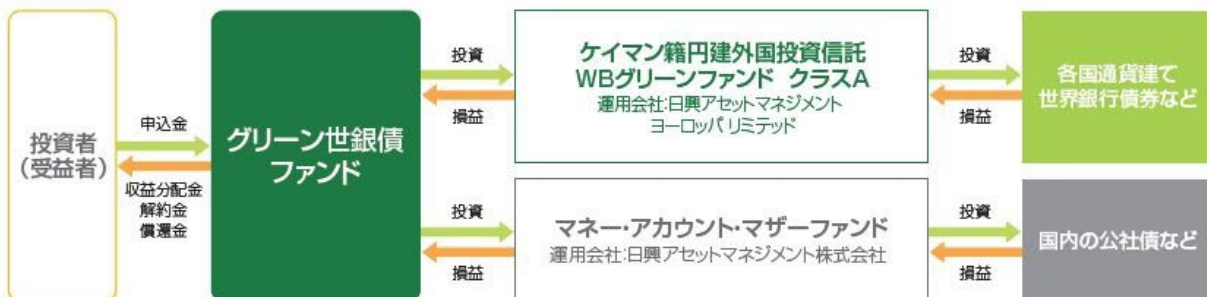 投資者
（受益者）
申込金
収益分配金
解約金
償還金
グリーン世銀債
ファンド
投資
損益
ケイマン籍円建外国投資信託
WBグリーンファンド クラスA
運用会社:日興アセットマネジメント
ヨーロッパ リミテッド
投資
損益
各国通貨建て
世界銀行債券など
投資
損益
マネー・アカウント・マザーファンド
運用会社:日興アセットマネジメント株式会社
投資
損益
国内の公社債など